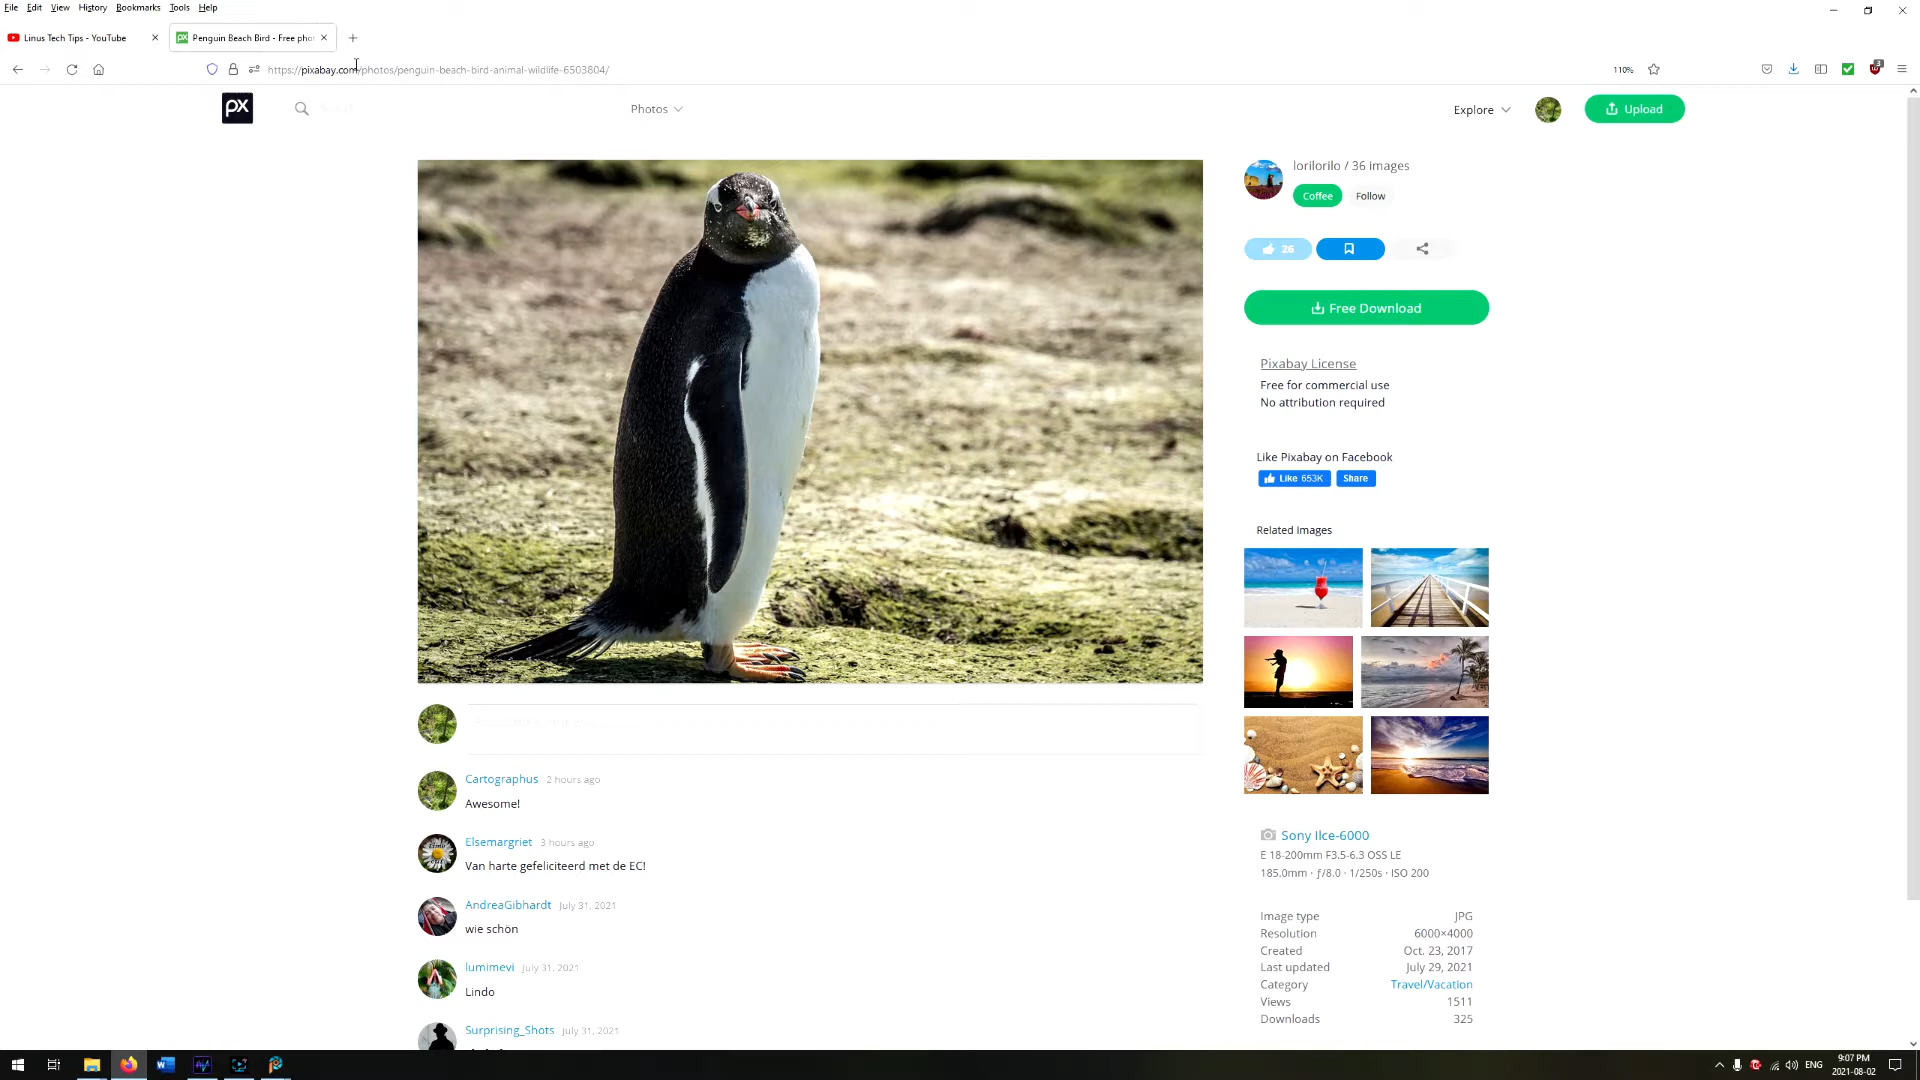 File Edit View History Bookmarks Tools Help
Linus Tech Tips - YouTube
px Penguin Beach Bird - Free pho
https://pixabay.com/photos/penguin-beach-bird-animal-wildlife-6503804/
110%
3
px
Photos
Explore
Upload
lorilorilo / 36 images
Coffee Follow
26
Free Download
Pixabay License
Free for commercial use
No attribution required
Like Pixabay on Facebook
Like 653K Share
Related Images
Cartographus 2 hours ago
Awesome!
Elsemargriet 3 hours ago
Van harte gefeliciteerd met de EC!
AndreaGibhardt July 31, 2021
wie schön
lumimevi July 31, 2021
Lindo
Surprising_Shots July 31, 2021
Sony Ilce-6000
E 18-200mm F3.5-6.3 OSS LE
185.0mm · ƒ/8.0 · 1/250s · ISO 200
Image type JPG
Resolution 6000×4000
Created Oct. 23, 2017
Last updated July 29, 2021
Category Travel/Vacation
Views 1511
Downloads 325
ENG
9:07 PM
2021-08-02